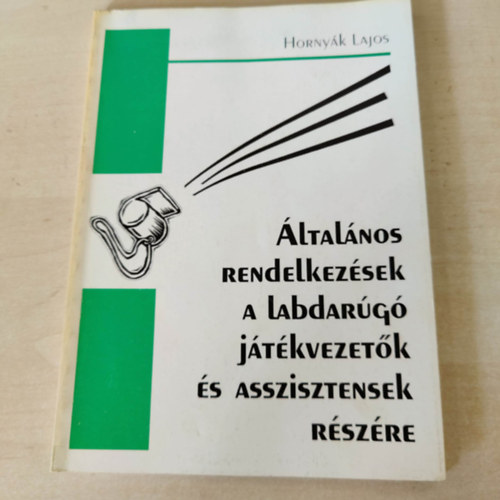 Hornyák Lajos
Általános
rendelkezések
a labdarúgó
játékvezetők
és asszisztensek
részére